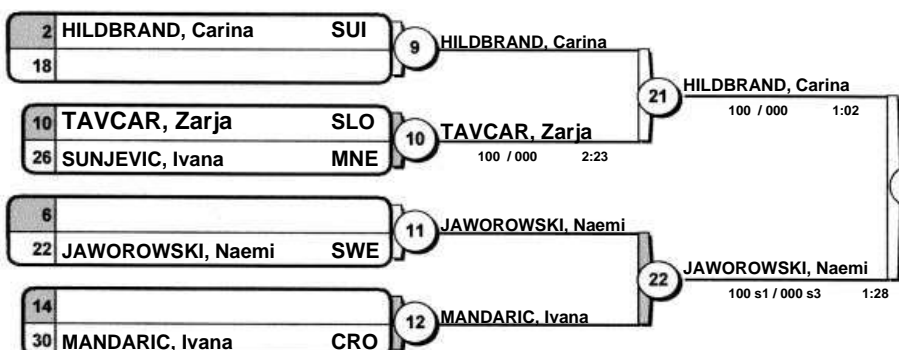 2 HILDBRAND, Carina SUI
18
9 HILDBRAND, Carina
10 TAVCAR, Zarja SLO
26 SUNJEVIC, Ivana MNE
10 TAVCAR, Zarja
100 / 000 2:23
21 HILDBRAND, Carina
100 / 000 1:02
6
22 JAWOROWSKI, Naemi SWE
11 JAWOROWSKI, Naemi
14
30 MANDARIC, Ivana CRO
12 MANDARIC, Ivana
22 JAWOROWSKI, Naemi
100 s1 / 000 s3 1:28